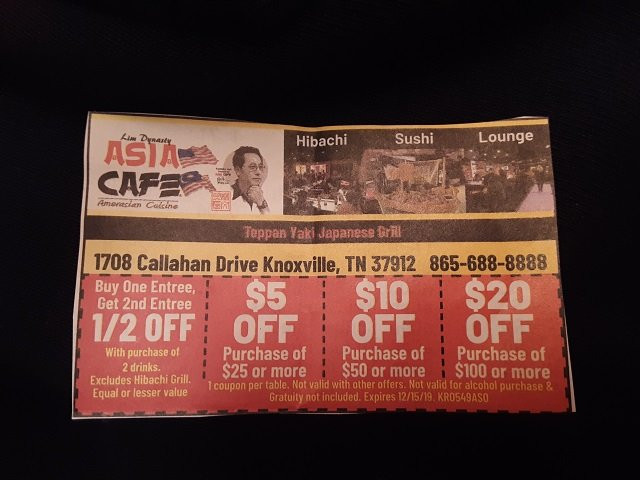 Lim Dynasty
ASIA
CAFE
Amerasian Cuisine
Hibachi Sushi Lounge
Teppan Yaki Japanese Grill
1708 Callahan Drive Knoxville, TN 37912 865-688-8888
Buy One Entree,
Get 2nd Entree
1/2 OFF
With purchase of
2 drinks.
Excludes Hibachi Grill.
Equal or lesser value
$5
OFF
Purchase of
$25 or more
$10
OFF
Purchase of
$50 or more
$20
OFF
Purchase of
$100 or more
1 coupon per table. Not valid with other offers. Not valid for alcohol purchase &
Gratuity not included. Expires 12/15/19. KR0549ASO